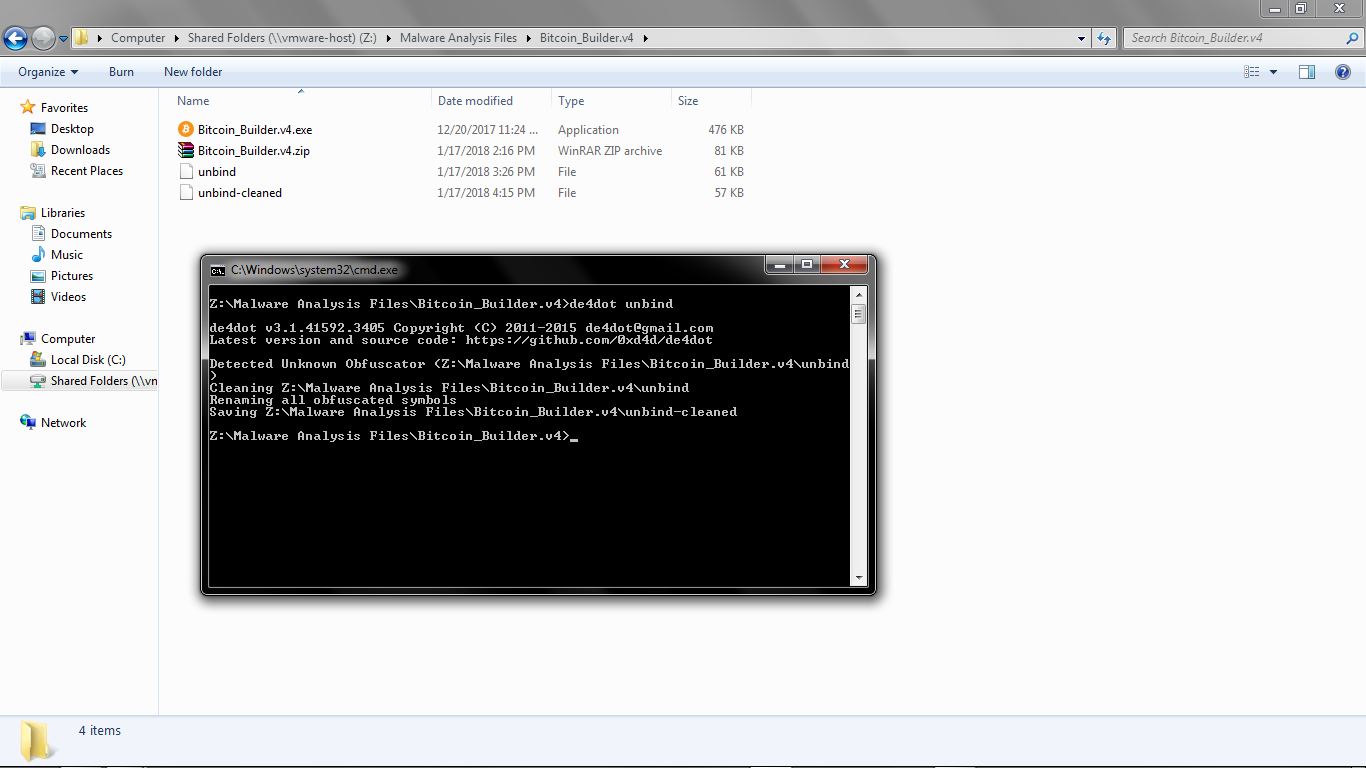 Computer Shared Folders (\\vmware-host) (Z:) Malware Analysis Files Bitcoin_Builder.v4
Search Bitcoin_Builder.v4
Organize Burn New folder
Name Date modified Type Size
Favorites
Desktop
Downloads
Recent Places
Libraries
Documents
Music
Pictures
Videos
Computer
Local Disk (C:)
Shared Folders (\\vn
Network
Bitcoin_Builder.v4.exe 12/20/2017 11:24 ... Application 476 KB
Bitcoin_Builder.v4.zip 1/17/2018 2:16 PM WinRAR ZIP archive 81 KB
unbind 1/17/2018 3:26 PM File 61 KB
unbind-cleaned 1/17/2018 4:15 PM File 57 KB
C:\Windows\system32\cmd.exe
Z:\Malware Analysis Files\Bitcoin_Builder.v4>de4dot unbind
de4dot v3.1.41592.3405 Copyright (C) 2011-2015 de4dot@gmail.com
Latest version and source code: https://github.com/0xd4d/de4dot
Detected Unknown Obfuscator (Z:\Malware Analysis Files\Bitcoin_Builder.v4\unbind
)
Cleaning Z:\Malware Analysis Files\Bitcoin_Builder.v4\unbind
Renaming all obfuscated symbols
Saving Z:\Malware Analysis Files\Bitcoin_Builder.v4\unbind-cleaned
Z:\Malware Analysis Files\Bitcoin_Builder.v4>_
4 items